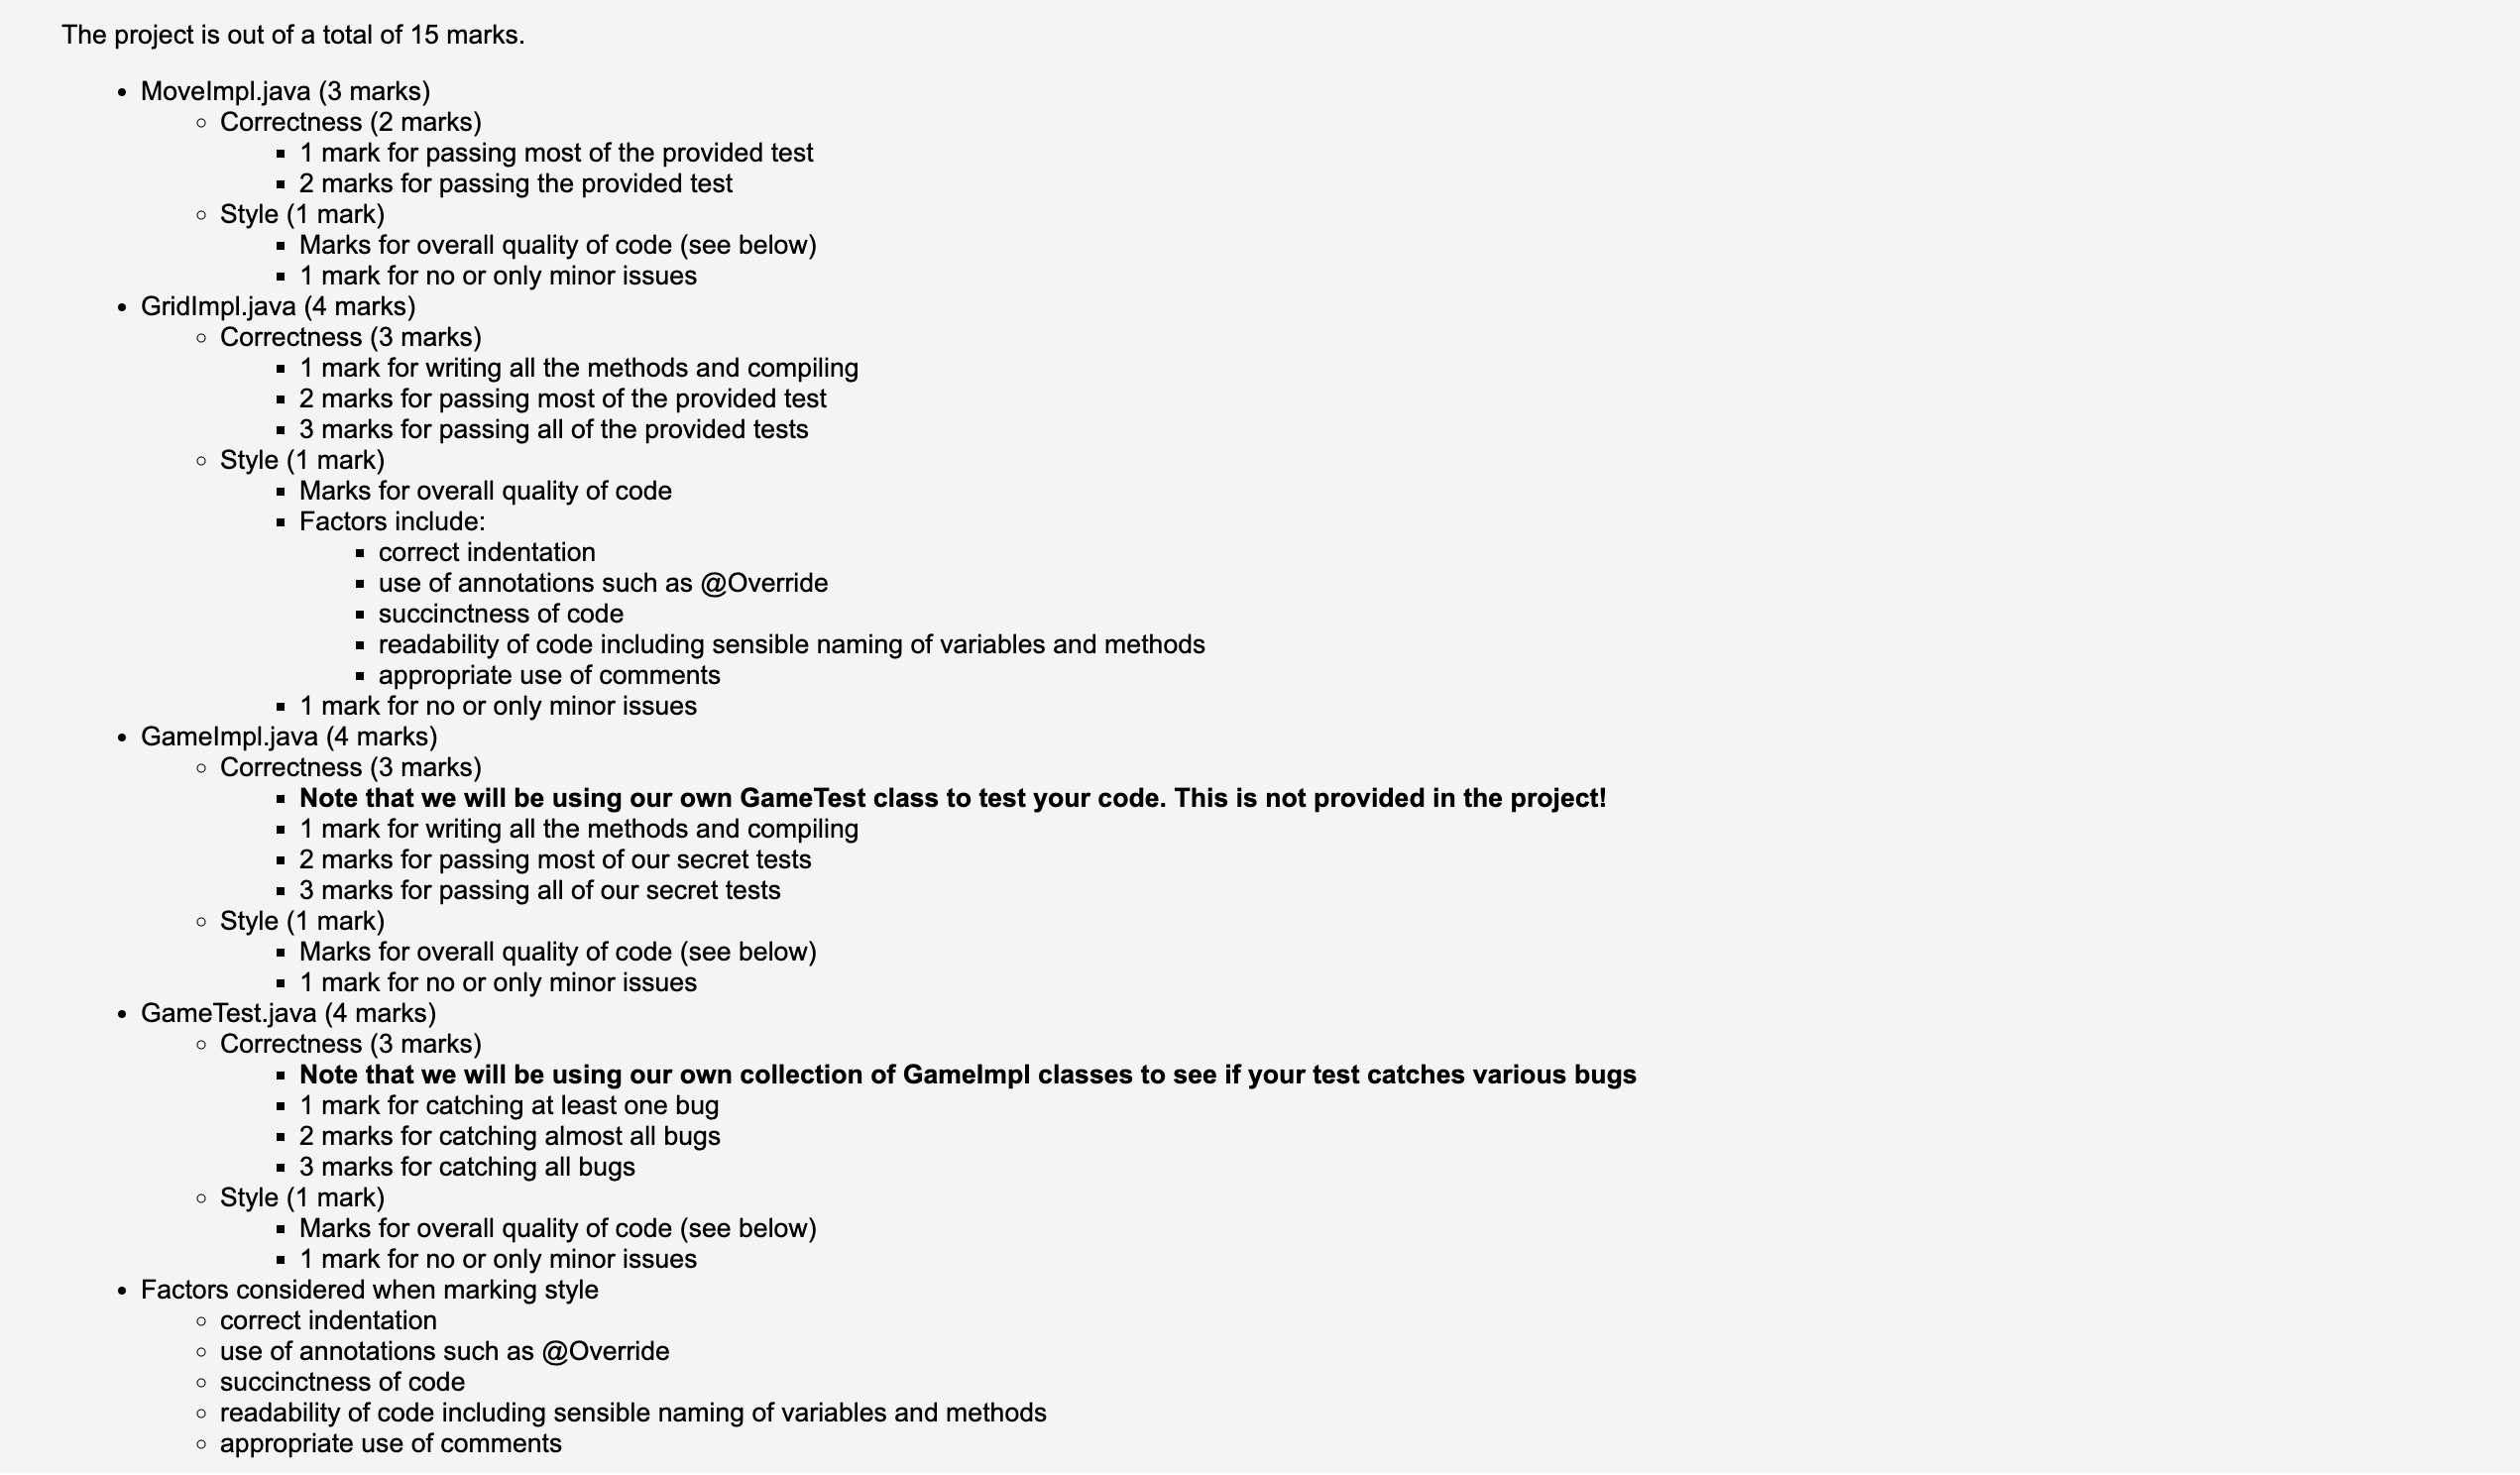 The project is out of a total of 15 marks.
MoveImpl.java (3 marks)
Correctness (2 marks)
1 mark for passing most of the provided test
2 marks for passing the provided test
Style (1 mark)
Marks for overall quality of code (see below)
1 mark for no or only minor issues
GridImpl.java (4 marks)
Correctness (3 marks)
1 mark for writing all the methods and compiling
2 marks for passing most of the provided test
3 marks for passing all of the provided tests
Style (1 mark)
Marks for overall quality of code
Factors include:
correct indentation
use of annotations such as @Override
succinctness of code
readability of code including sensible naming of variables and methods
appropriate use of comments
1 mark for no or only minor issues
GameImpl.java (4 marks)
Correctness (3 marks)
Note that we will be using our own GameTest class to test your code. This is not provided in the project!
1 mark for writing all the methods and compiling
2 marks for passing most of our secret tests
3 marks for passing all of our secret tests
Style (1 mark)
Marks for overall quality of code (see below)
1 mark for no or only minor issues
GameTest.java (4 marks)
Correctness (3 marks)
Note that we will be using our own collection of GameImpl classes to see if your test catches various bugs
1 mark for catching at least one bug
2 marks for catching almost all bugs
3 marks for catching all bugs
Style (1 mark)
Marks for overall quality of code (see below)
1 mark for no or only minor issues
Factors considered when marking style
correct indentation
use of annotations such as @Override
succinctness of code
readability of code including sensible naming of variables and methods
appropriate use of comments